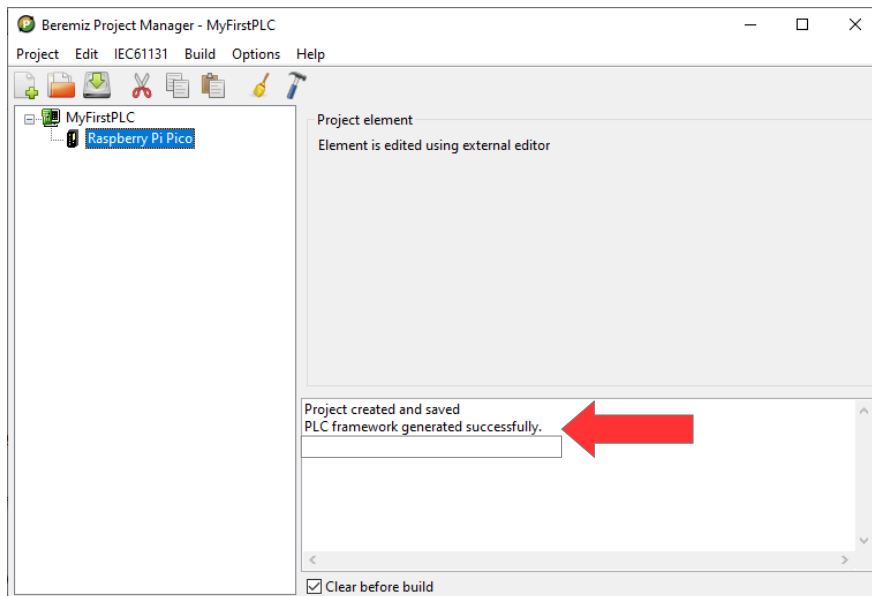 Beremiz Project Manager - MyFirstPLC
Project Edit IEC61131 Build Options Help
MyFirstPLC
Raspberry Pi Pico
Project element
Element is edited using external editor
Project created and saved
PLC framework generated successfully.
Clear before build